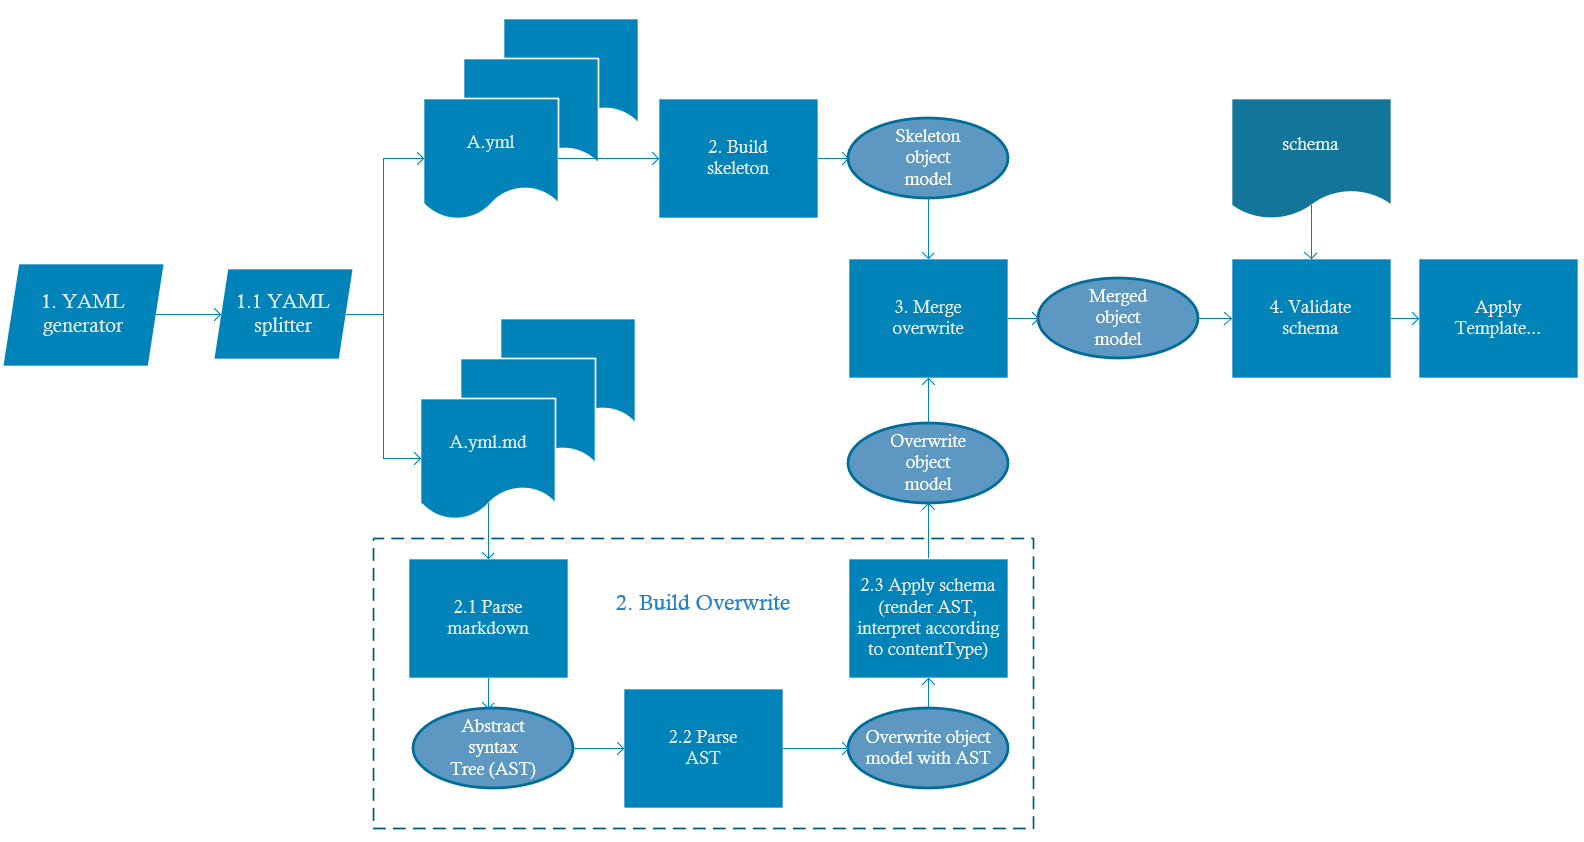 1. YAML
generator
1.1 YAML
splitter
A.yml
2. Build
skeleton
Skeleton
object
model
schema
A.yml.md
3. Merge
overwrite
Merged
object
model
4. Validate
schema
Apply
Template...
Overwrite
object
model
2. Build Overwrite
2.1 Parse
markdown
Abstract
syntax
Tree (AST)
2.2 Parse
AST
Overwrite object
model with AST
2.3 Apply schema
(render AST,
interpret according
to contentType)